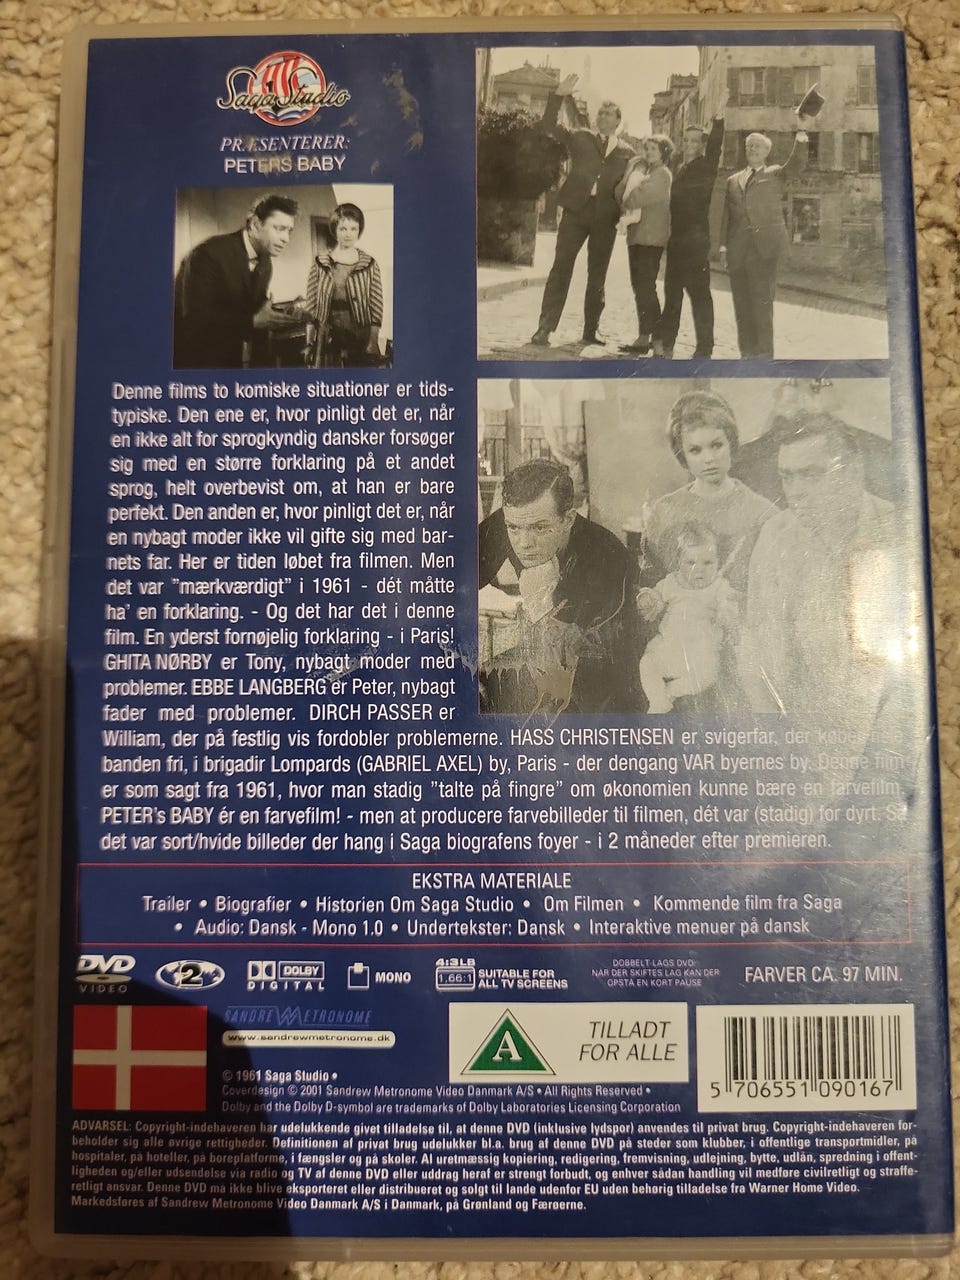 Saga Studio
PRÆSENTERER:
PETERS BABY
Denne films to komiske situationer er tids-
typiske. Den ene er, hvor pinligt det er, når
en ikke alt for sprogkyndig dansker forsøger
sig med en større forklaring på et andet
sprog, helt overbevist om, at han er bare
perfekt. Den anden er, hvor pinligt det er, når
en nybagt moder ikke vil gifte sig med bar-
nets far. Her er tiden løbet fra filmen. Men
det var "mærkværdigt" i 1961 - dét måtte
ha' en forklaring. - Og det har det i denne
film. En yderst fornøjelig forklaring - i Paris!
GHITA NØRBY er Tony, nybagt moder med
problemer. EBBE LANGBERG er Peter, nybagt
fader med problemer. DIRCH PASSER er
William, der på festlig vis fordobler problemerne. HASS CHRISTENSEN er svigerfar, der køber hele
banden fri, i brigadir Lompards (GABRIEL AXEL) by, Paris - der dengang VAR byernes by. Denne film
er som sagt fra 1961, hvor man stadig "talte på fingre" om økonomien kunne bære en farvefilm.
PETER's BABY ér en farvefilm! - men at producere farvebilleder til filmen, dét var (stadig) for dyrt. Så
det var sort/hvide billeder der hang i Saga biografens foyer - i 2 måneder efter premieren.
EKSTRA MATERIALE
Trailer • Biografier • Historien Om Saga Studio • Om Filmen • Kommende film fra Saga
• Audio: Dansk - Mono 1.0 • Undertekster: Dansk • Interaktive menuer på dansk
DVD
VIDEO
2
DOLBY
DIGITAL
MONO
4:3LB
1.66:1
SUITABLE FOR
ALL TV SCREENS
DOBBELT-LAGS DVD:
NÅR DER SKIFTES LAG KAN DER
OPSTÅ EN KORT PAUSE
FARVER CA. 97 MIN.
SANDREW METRONOME
www.sandrewmetronome.dk
A
TILLADT
FOR ALLE
5 706551 090167
© 1961 Saga Studio •
Coverdesign © 2001 Sandrew Metronome Video Danmark A/S • All Rights Reserved •
Dolby and the Dolby D-symbol are trademarks of Dolby Laboratories Licensing Corporation
ADVARSEL: Copyright-indehaveren har udelukkende givet tilladelse til, at denne DVD (inklusive lydspor) anvendes til privat brug. Copyright-indehaveren for-
beholder sig alle øvrige rettigheder. Definitionen af privat brug udelukker bl.a. brug af denne DVD på steder som klubber, i offentlige transportmidler, på
hospitaler, på hoteller, på boreplatforme, i fængsler og på skoler. Al uretmæssig kopiering, redigering, fremvisning, udlejning, bytte, udlån, spredning i offent-
ligheden og/eller udsendelse via radio og TV af denne DVD eller uddrag heraf er strengt forbudt, og enhver sådan handling vil medføre civilretligt og straffe-
retligt ansvar. Denne DVD må ikke blive eksporteret eller distribueret og solgt til lande udenfor EU uden behørig tilladelse fra Warner Home Video.
Markedsføres af Sandrew Metronome Video Danmark A/S i Danmark, på Grønland og Færøerne.